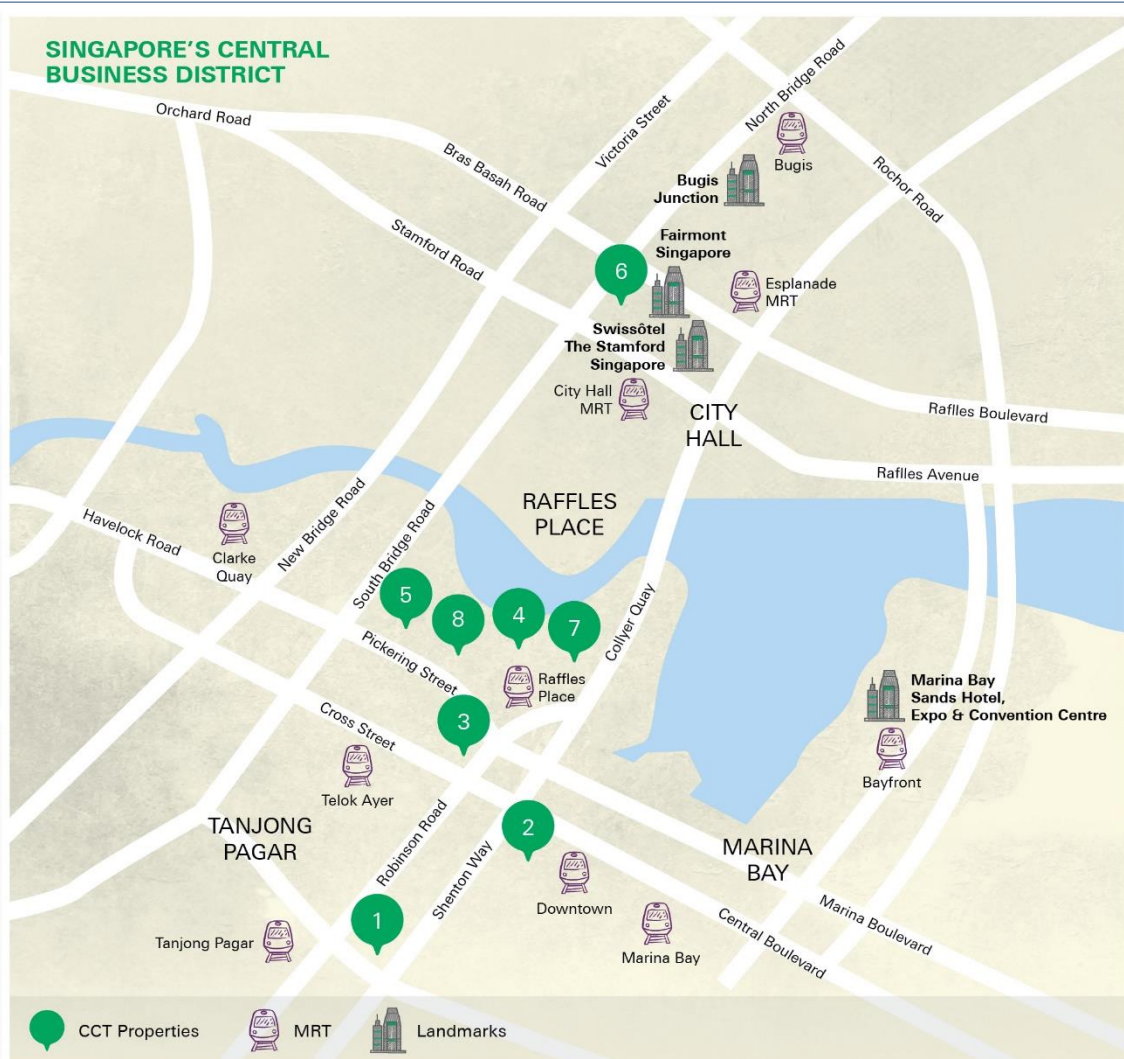 SINGAPORE'S CENTRAL
BUSINESS DISTRICT
Orchard Road
Bras Basah Road
Victoria Street
North Bridge Road
Bugis
Bugis
Junction
Rochor Road
Stamford Road
Fairmont
Singapore
6
Esplanade
MRT
Swissôtel
The Stamford
Singapore
City Hall
MRT
CITY
HALL
Raflles Boulevard
Raflles Avenue
RAFFLES
PLACE
Havelock Road
Clarke
Quay
New Bridge Road
South Bridge Road
5
8
4
7
Collyer Quay
Pickering Street
Raffles
Place
Marina Bay
Sands Hotel,
Expo & Convention Centre
3
Cross Street
Bayfront
Telok Ayer
TANJONG
PAGAR
2
MARINA
BAY
Robinson Road
Shenton Way
Downtown
Marina Boulevard
1
Central Boulevard
Tanjong Pagar
Marina Bay
CCT Properties
MRT
Landmarks